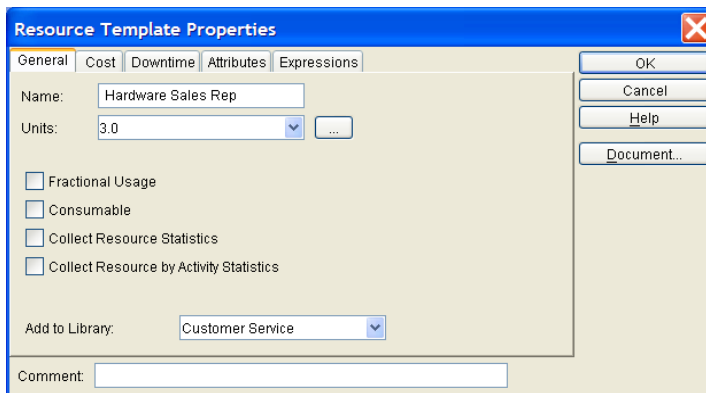 Resource Template Properties
General Cost Downtime Attributes Expressions
OK
Name: Hardware Sales Rep
Cancel
Units: 3.0 ...
Help
Document...
Fractional Usage
Consumable
Collect Resource Statistics
Collect Resource by Activity Statistics
Add to Library: Customer Service
Comment: